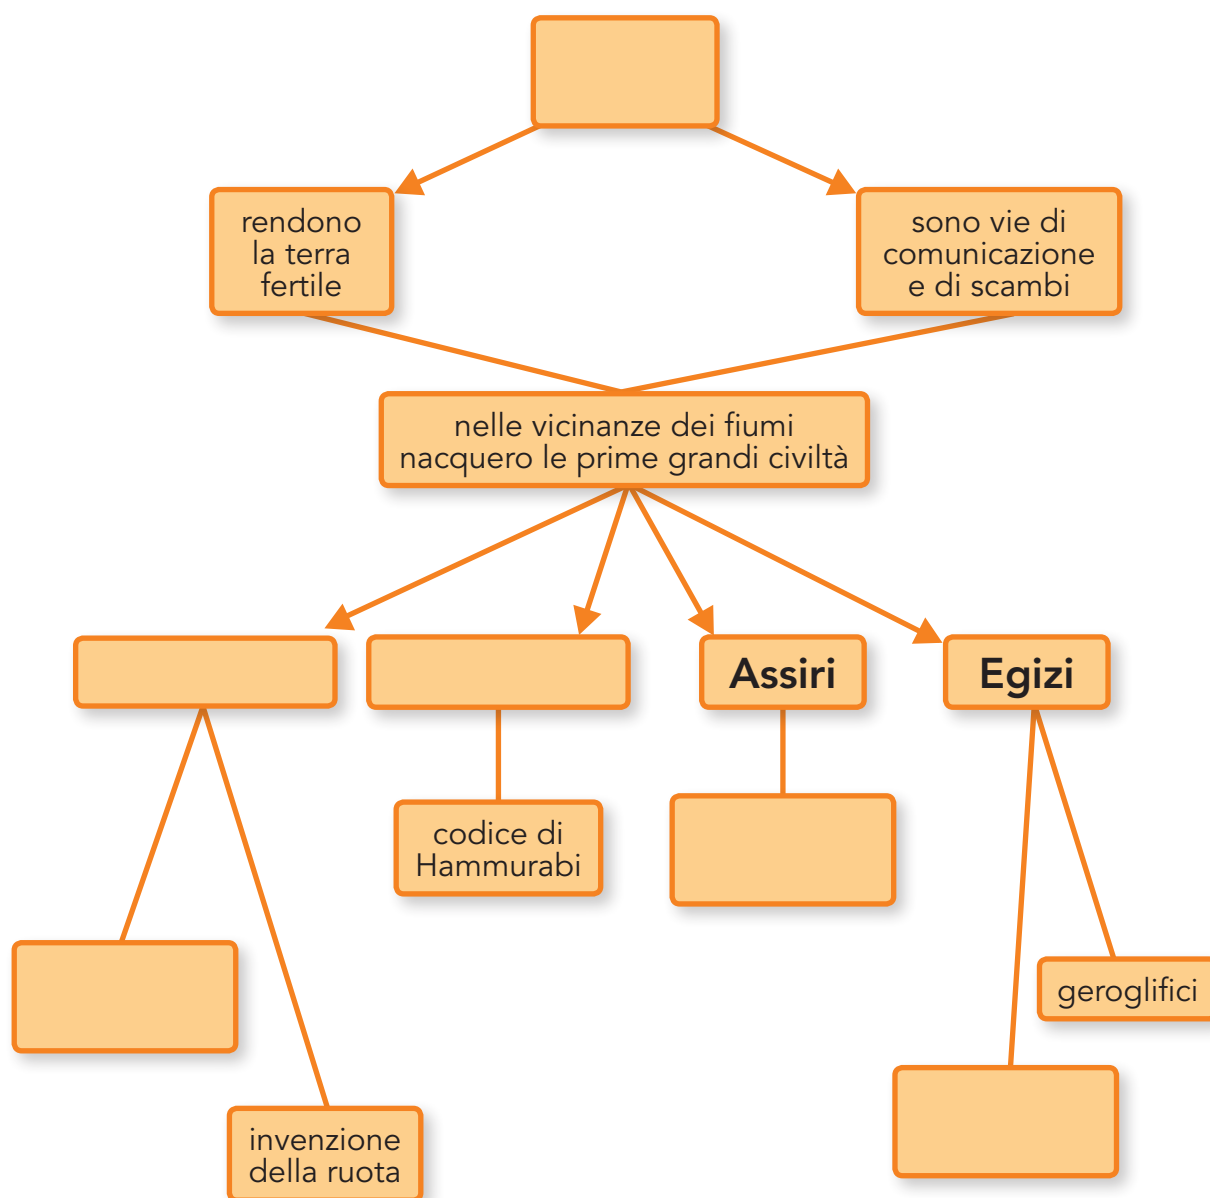 rendono
la terra
fertile
sono vie di
comunicazione
e di scambi
nelle vicinanze dei fiumi
nacquero le prime grandi civiltà
Assiri
Egizi
codice di
Hammurabi
geroglifici
invenzione
della ruota